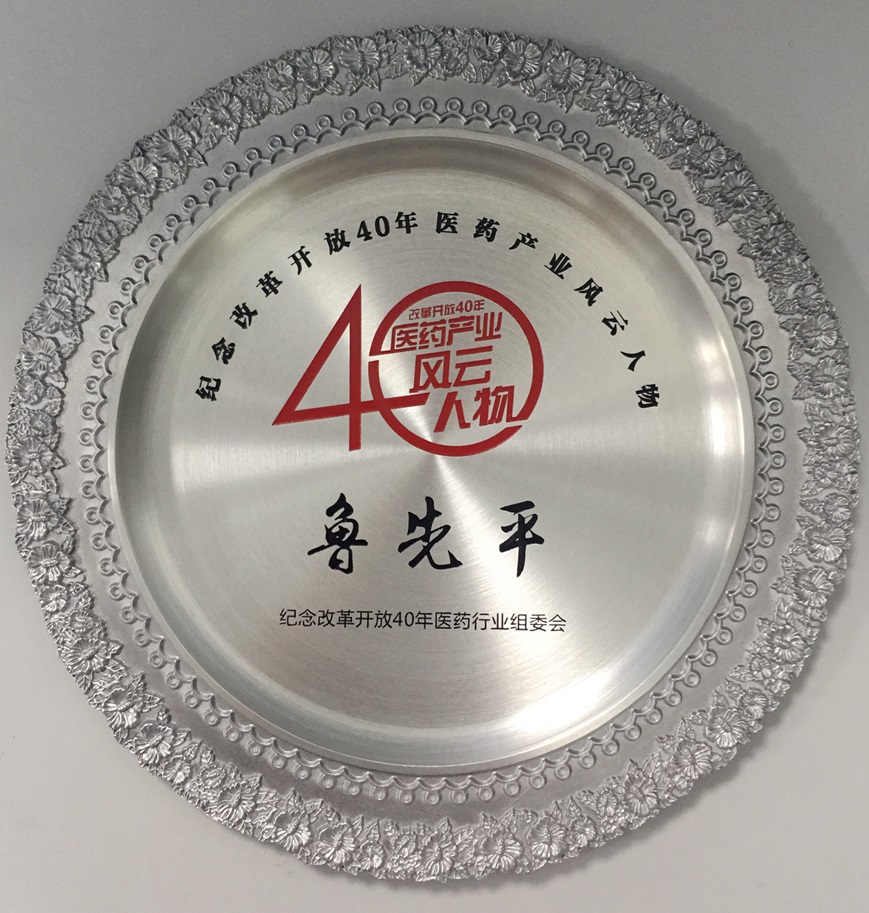 纪念改革开放40年 医药产业风云人物
40
改革开放40年
医药产业
风云
人物
鲁先平
纪念改革开放40年医药行业组委会